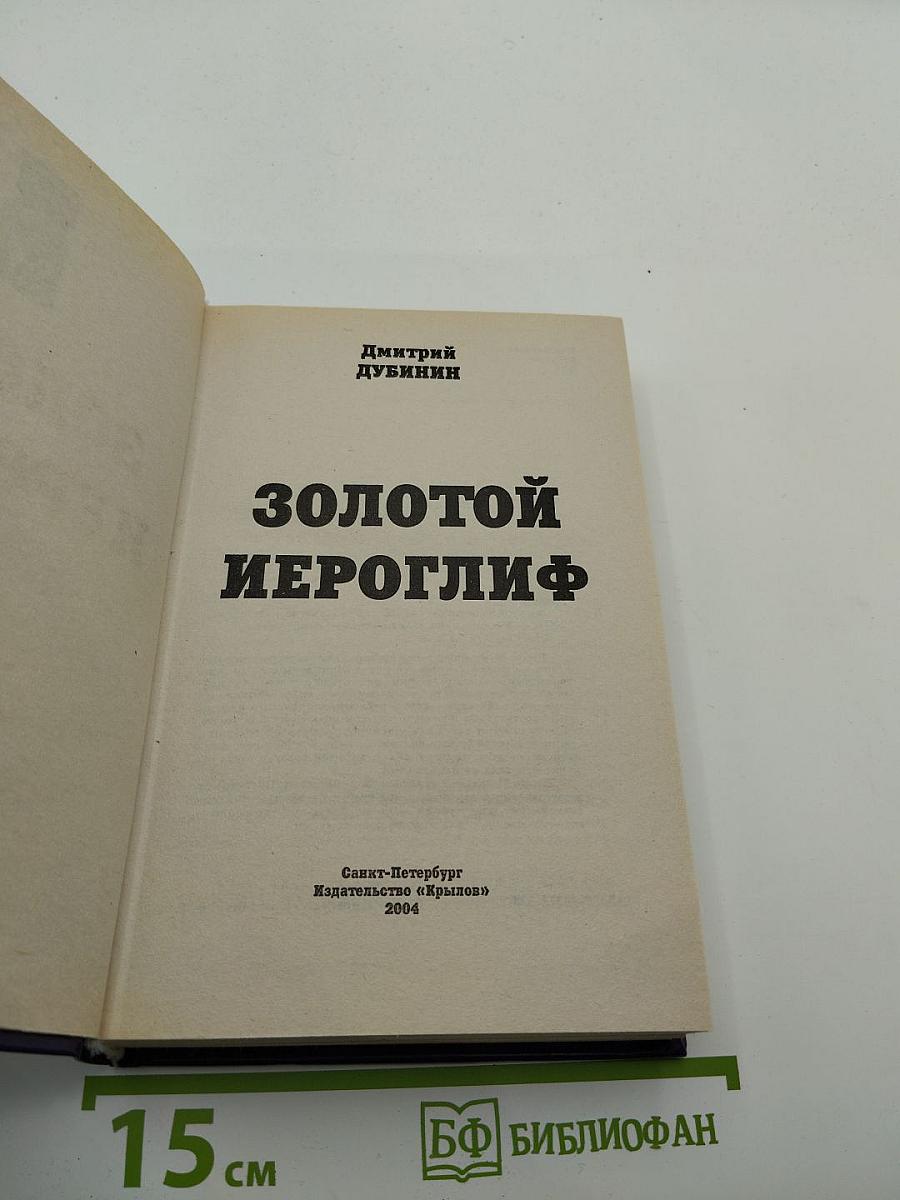 Дмитрий
ДУБИНИН
ЗОЛОТОЙ
ИЕРОГЛИФ
Санкт-Петербург
Издательство «Крылов»
2004
15 см
БФ БИБЛИОФАН